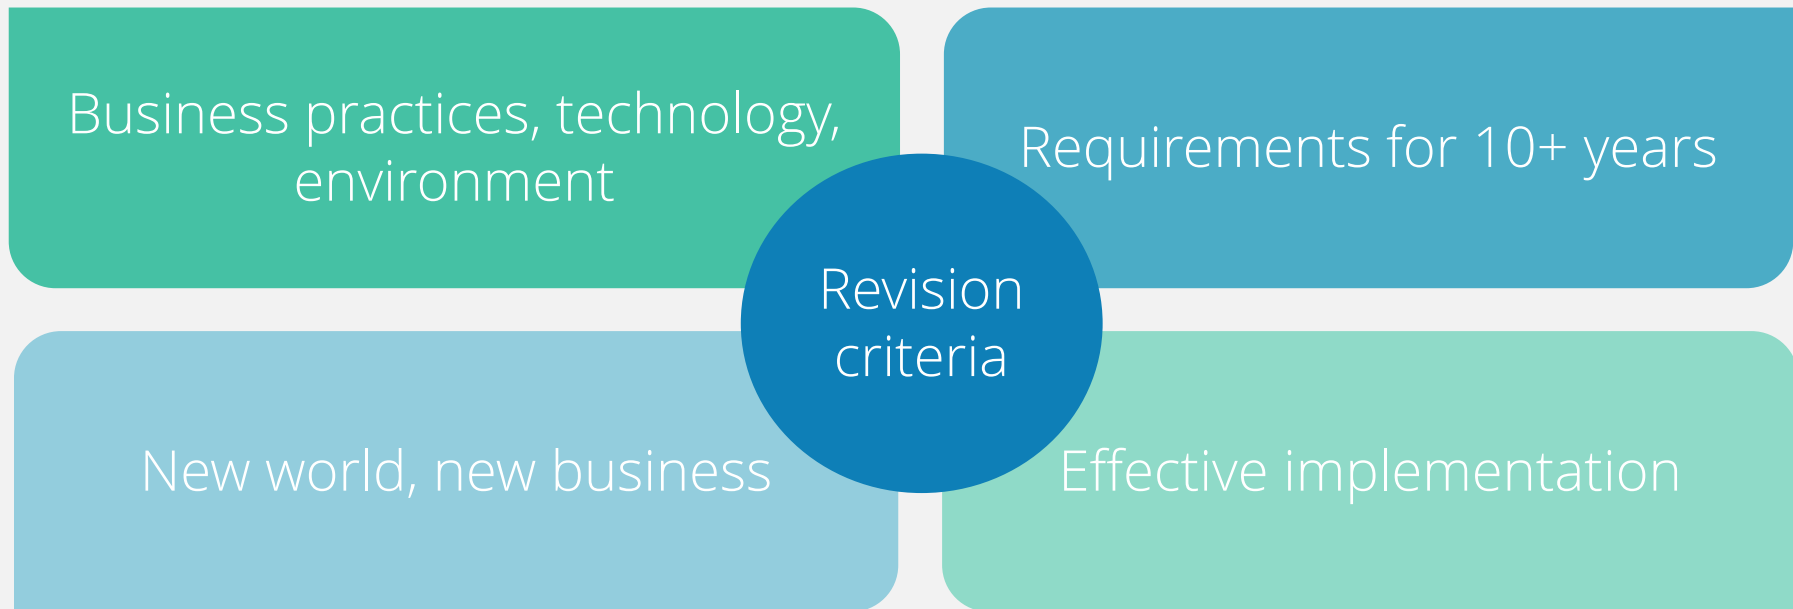 Business practices, technology,
environment
Requirements for 10+ years
Revision
criteria
New world, new business
Effective implementation